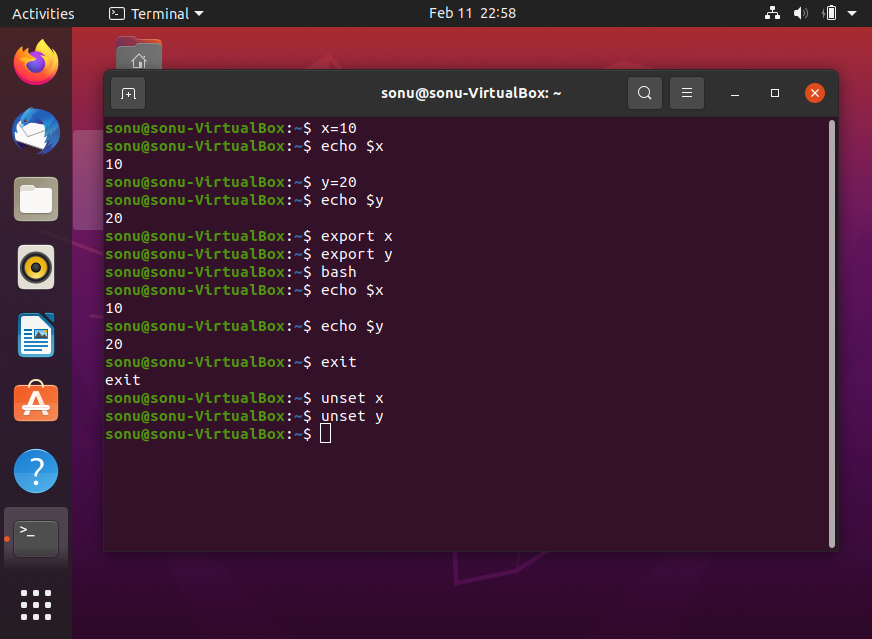 Activities Terminal Feb 11 22:58
sonu@sonu-VirtualBox: ~
sonu@sonu-VirtualBox:~$ x=10
sonu@sonu-VirtualBox:~$ echo $x
10
sonu@sonu-VirtualBox:~$ y=20
sonu@sonu-VirtualBox:~$ echo $y
20
sonu@sonu-VirtualBox:~$ export x
sonu@sonu-VirtualBox:~$ export y
sonu@sonu-VirtualBox:~$ bash
sonu@sonu-VirtualBox:~$ echo $x
10
sonu@sonu-VirtualBox:~$ echo $y
20
sonu@sonu-VirtualBox:~$ exit
exit
sonu@sonu-VirtualBox:~$ unset x
sonu@sonu-VirtualBox:~$ unset y
sonu@sonu-VirtualBox:~$